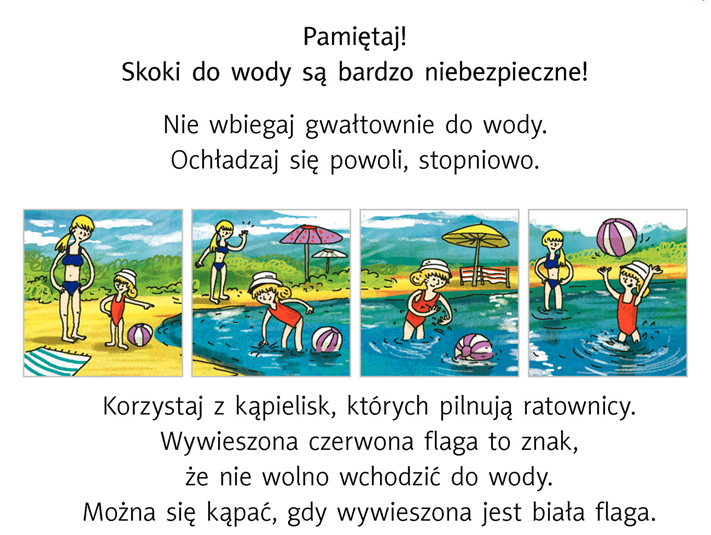 Pamiętaj!
Skoki do wody są bardzo niebezpieczne!
Nie wbiegaj gwałtownie do wody.
Ochładzaj się powoli, stopniowo.
Korzystaj z kąpielisk, których pilnują ratownicy.
Wywieszona czerwona flaga to znak,
że nie wolno wchodzić do wody.
Można się kąpać, gdy wywieszona jest biała flaga.